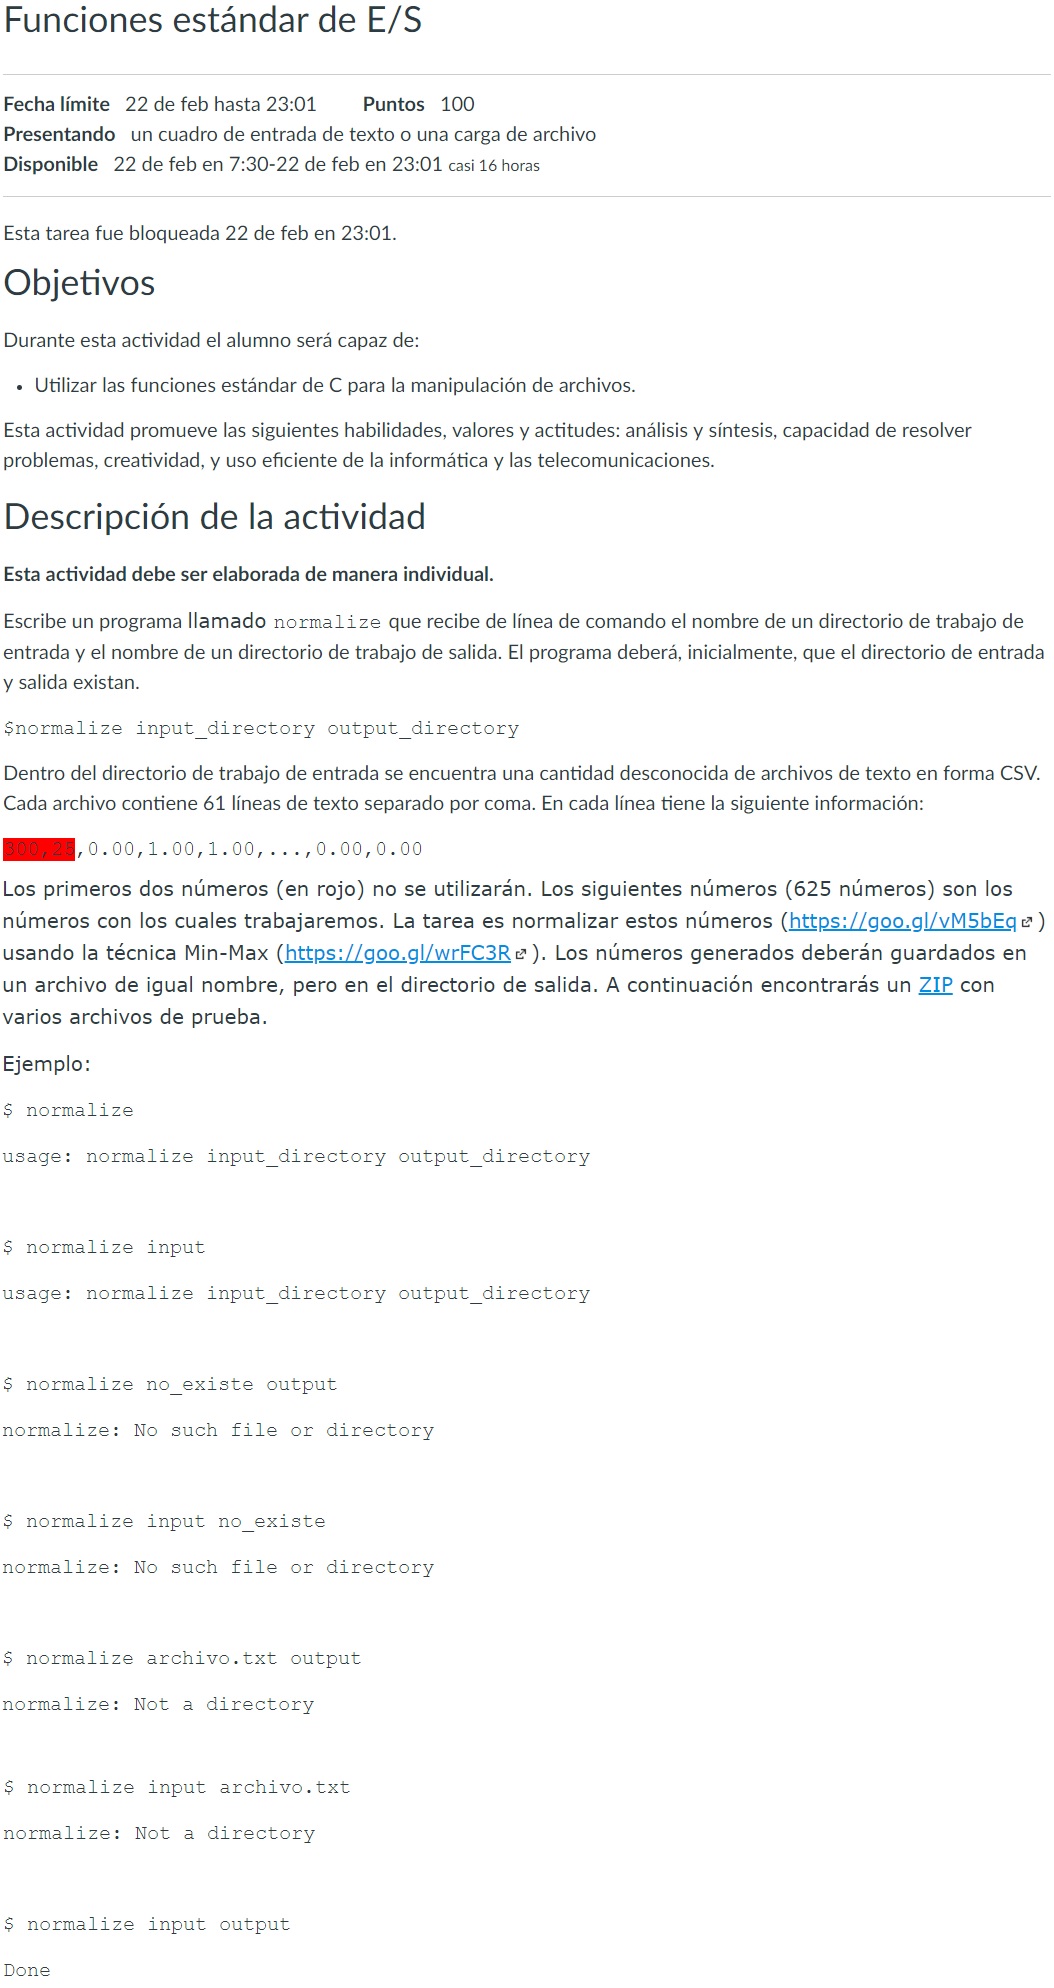 Funciones estándar de E/S
Fecha límite 22 de feb hasta 23:01 Puntos 100
Presentando un cuadro de entrada de texto o una carga de archivo
Disponible 22 de feb en 7:30-22 de feb en 23:01 casi 16 horas
Esta tarea fue bloqueada 22 de feb en 23:01.
Objetivos
Durante esta actividad el alumno será capaz de:
• Utilizar las funciones estándar de C para la manipulación de archivos.
Esta actividad promueve las siguientes habilidades, valores y actitudes: análisis y síntesis, capacidad de resolver
problemas, creatividad, y uso eficiente de la informática y las telecomunicaciones.
Descripción de la actividad
Esta actividad debe ser elaborada de manera individual.
Escribe un programa llamado normalize que recibe de línea de comando el nombre de un directorio de trabajo de
entrada y el nombre de un directorio de trabajo de salida. El programa deberá, inicialmente, que el directorio de entrada
y salida existan.
$normalize input_directory output_directory
Dentro del directorio de trabajo de entrada se encuentra una cantidad desconocida de archivos de texto en forma CSV.
Cada archivo contiene 61 líneas de texto separado por coma. En cada línea tiene la siguiente información:
300,25,0.00,1.00,1.00,...,0.00,0.00
Los primeros dos números (en rojo) no se utilizarán. Los siguientes números (625 números) son los
números con los cuales trabajaremos. La tarea es normalizar estos números (https://goo.gl/vM5bEq)
usando la técnica Min-Max (https://goo.gl/wrFC3R). Los números generados deberán guardados en
un archivo de igual nombre, pero en el directorio de salida. A continuación encontrarás un ZIP con
varios archivos de prueba.
Ejemplo:
$ normalize
usage: normalize input_directory output_directory
$ normalize input
usage: normalize input_directory output_directory
$ normalize no_existe output
normalize: No such file or directory
$ normalize input no_existe
normalize: No such file or directory
$ normalize archivo.txt output
normalize: Not a directory
$ normalize input archivo.txt
normalize: Not a directory
$ normalize input output
Done